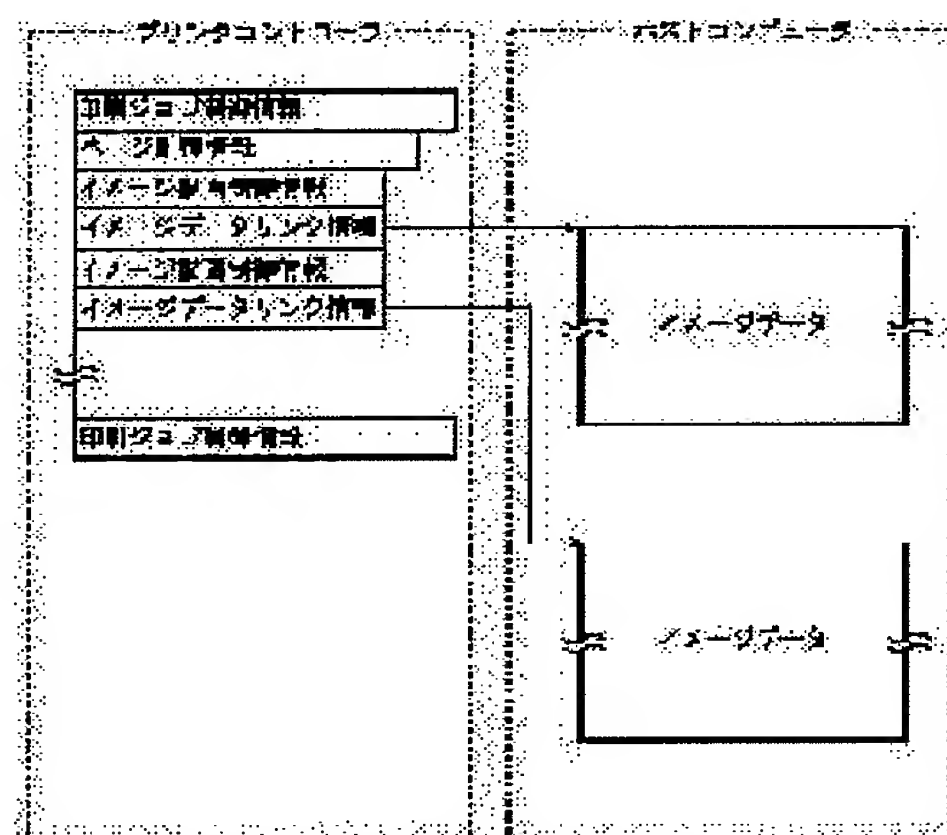 プリンタコントローラ
ホストコンピュータ
印刷ジョブ制御情報
ページ制御情報
イメージ配置制御情報
イメージデータリンク情報
イメージ配置制御情報
イメージデータリンク情報
印刷ジョブ制御情報
イメージデータ
イメージデータ